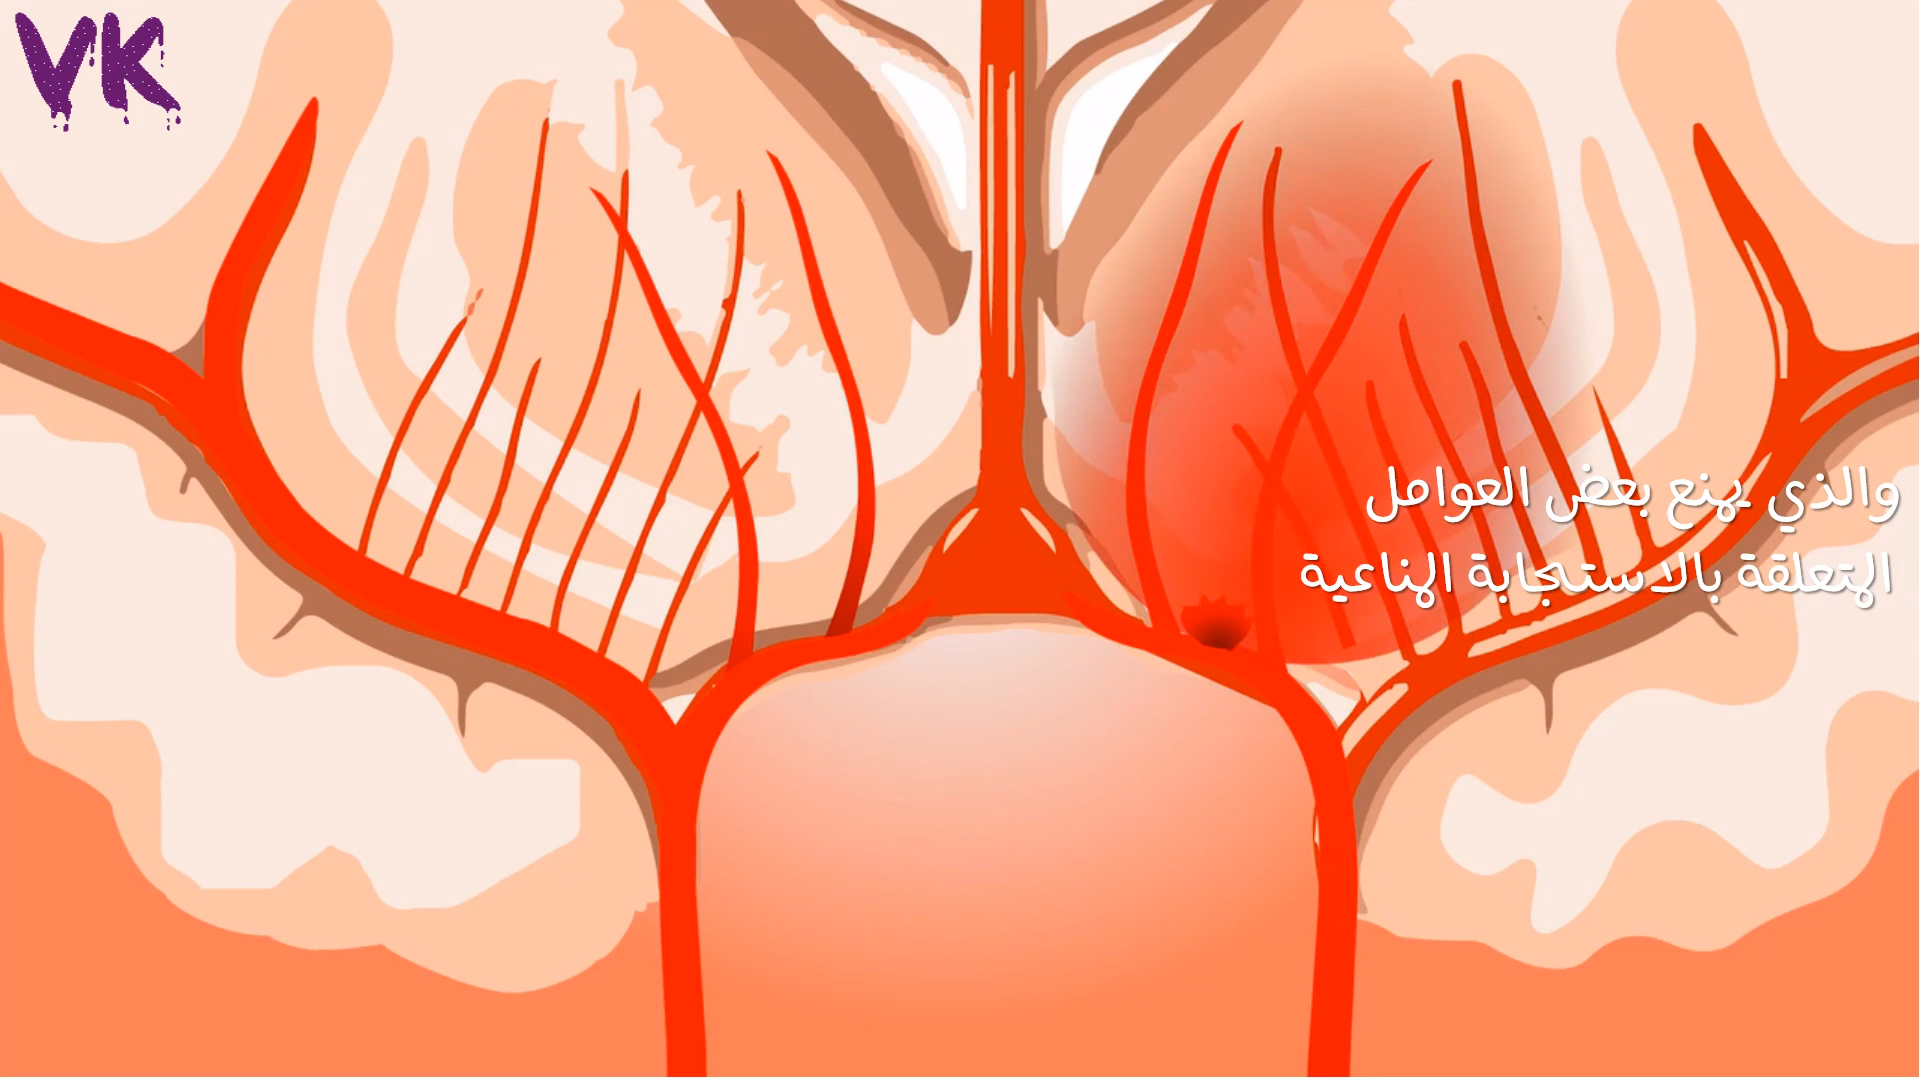 VK
والذي يمنع بعض العوامل
المتعلقة بالاستجابة المناعية